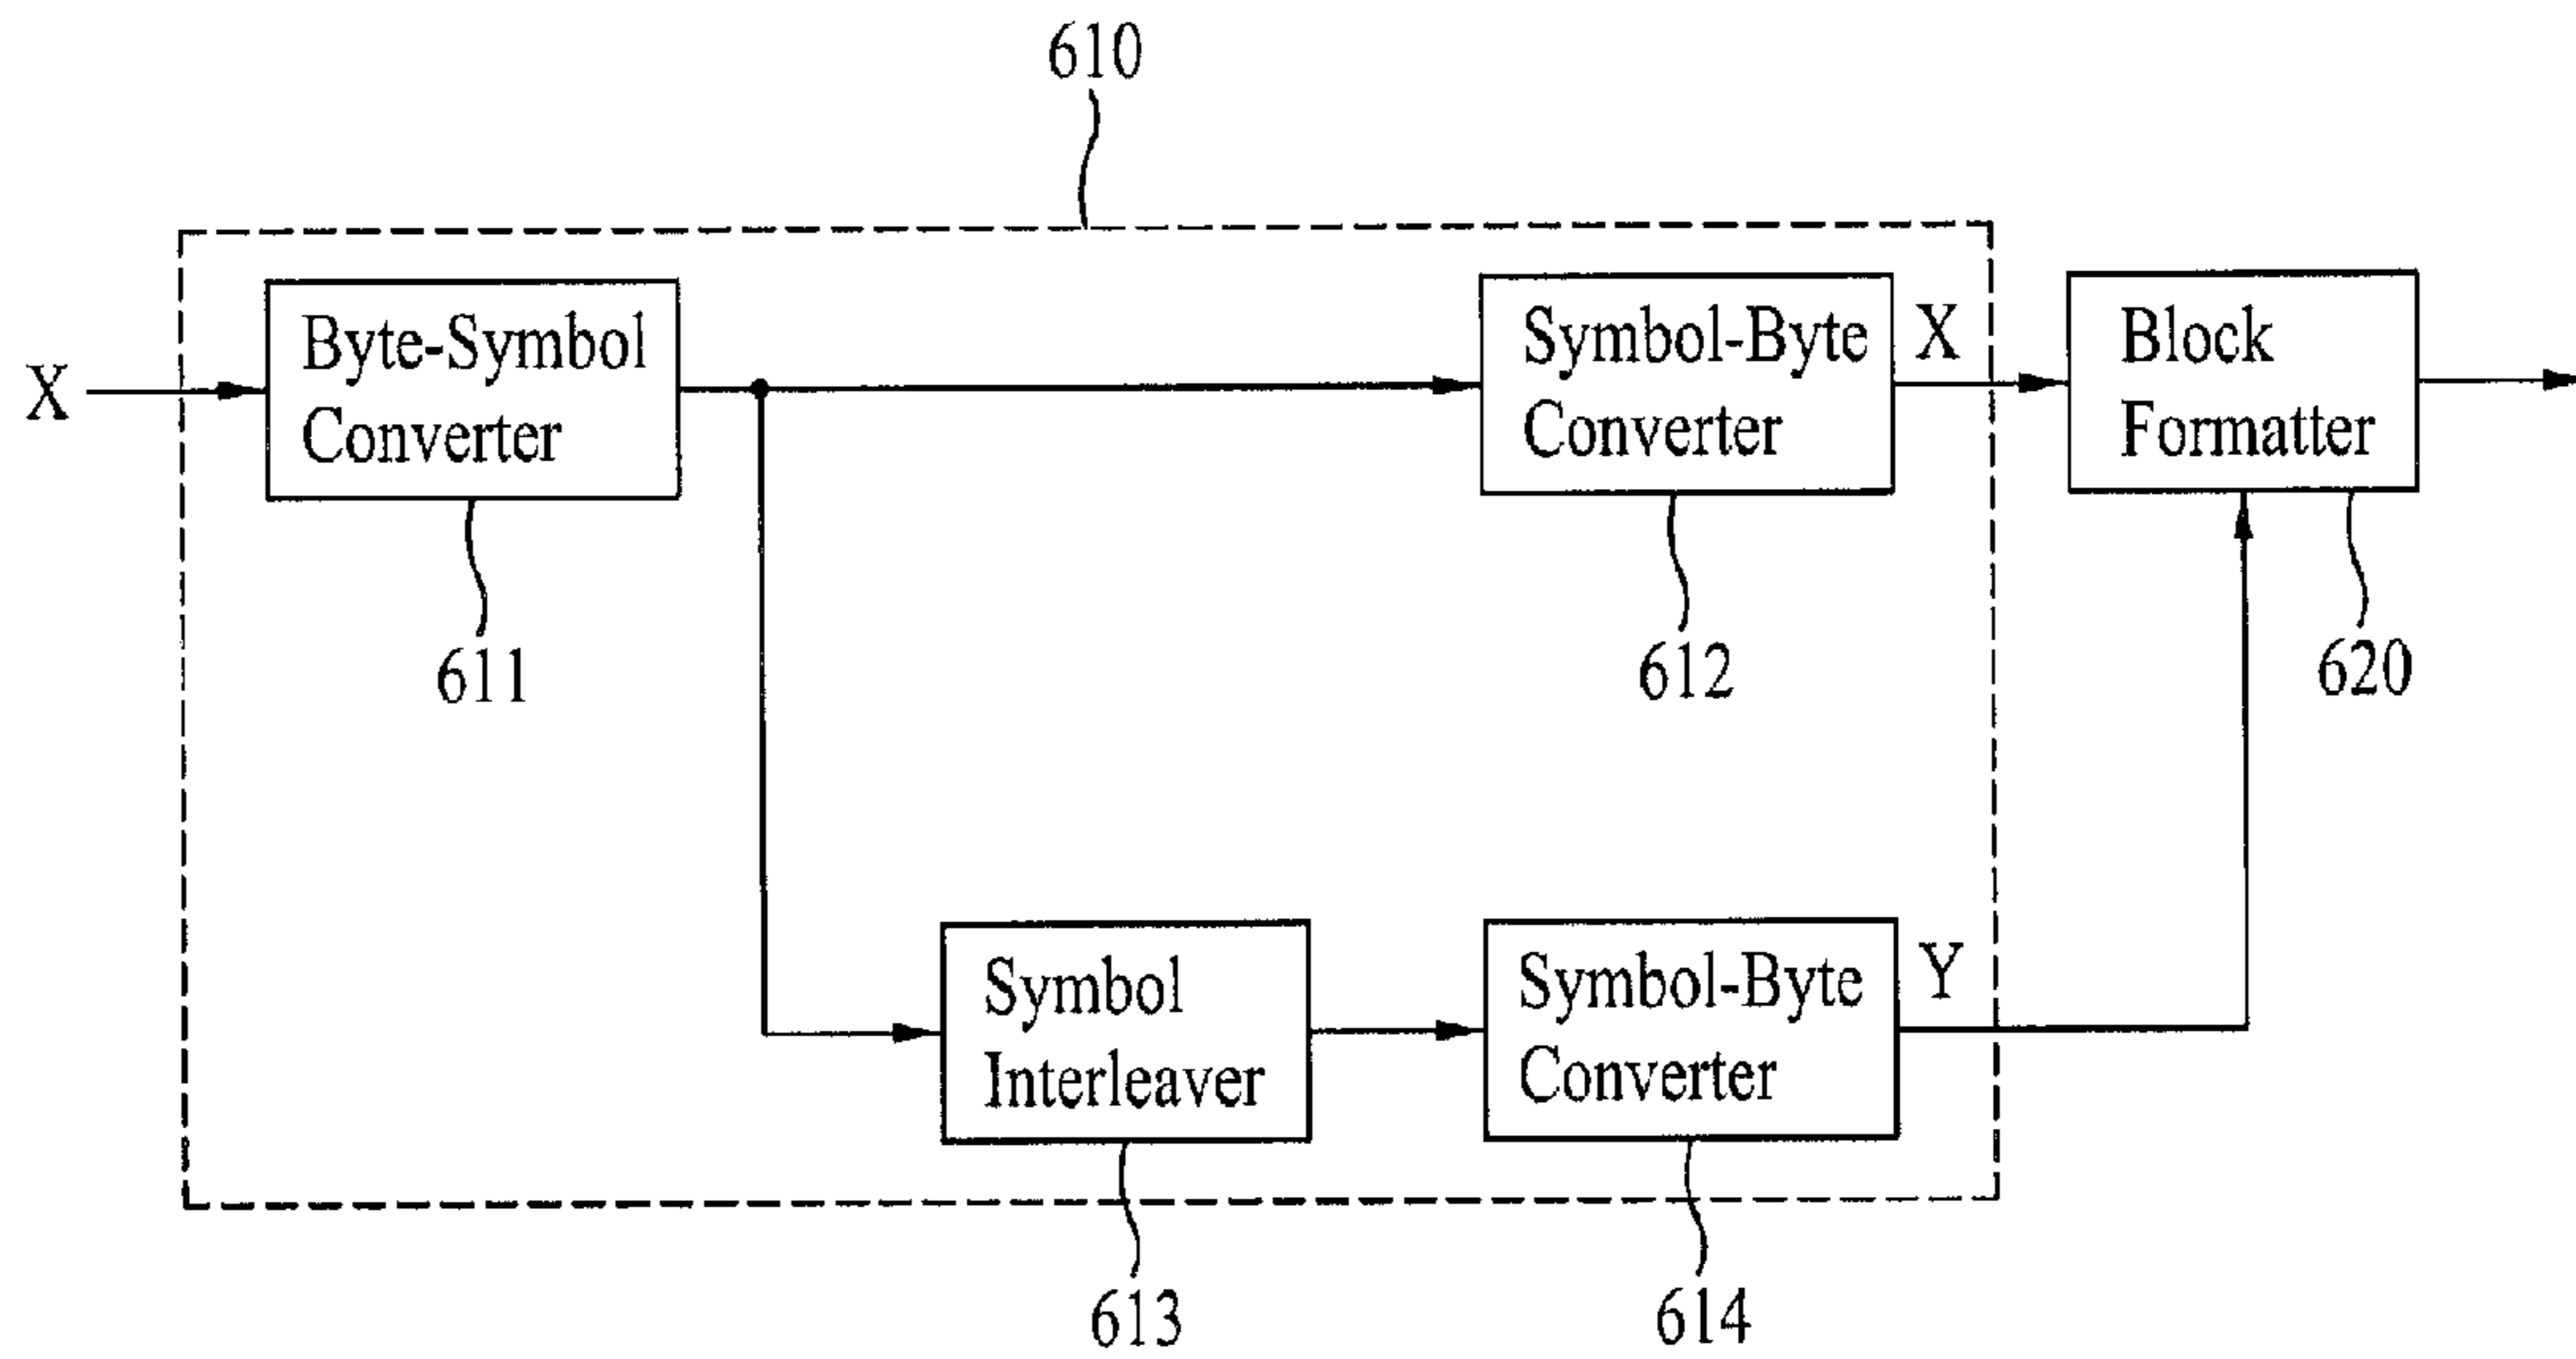 610
X
Byte-Symbol
Converter
611
Symbol-Byte
Converter
612
X
Block
Formatter
620
Symbol
Interleaver
613
Symbol-Byte
Converter
614
Y